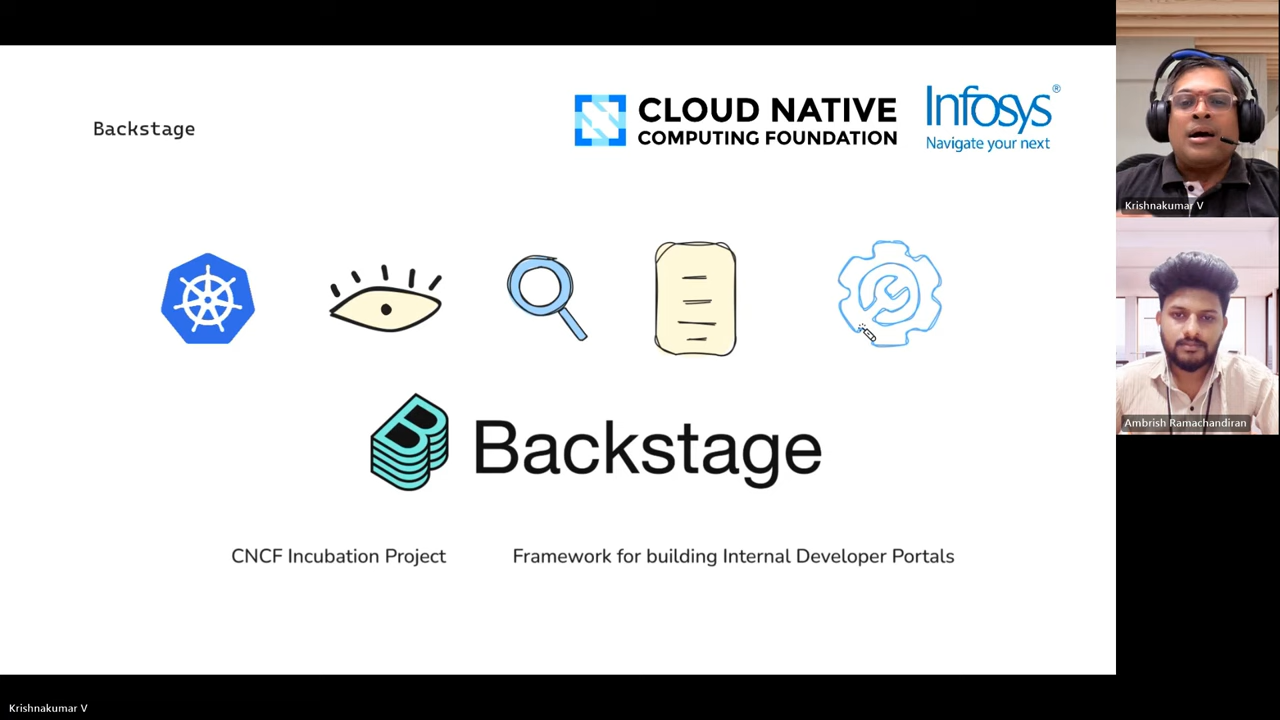 Backstage
CLOUD NATIVE
COMPUTING FOUNDATION
Infosys®
Navigate your next
Backstage
CNCF Incubation Project
Framework for building Internal Developer Portals
Krishnakumar V
Ambrish Ramachandiran
Krishnakumar V